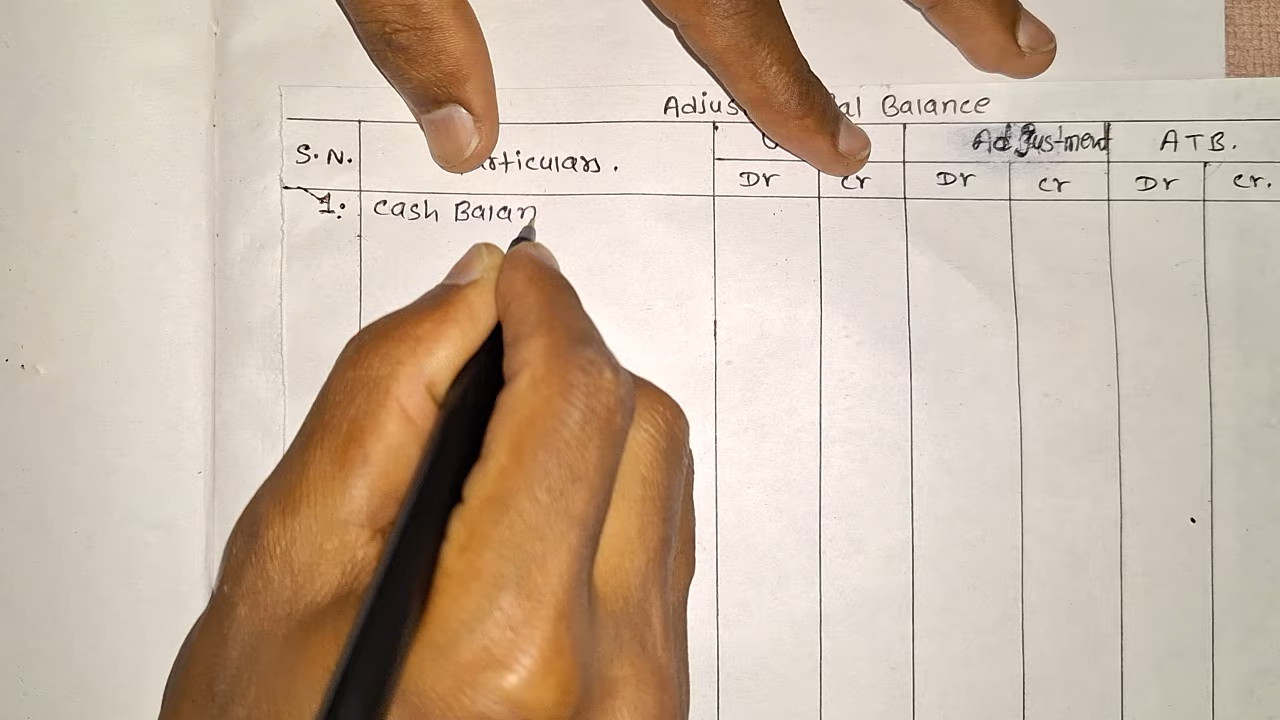 Adjus al Balance
S.N. articulars. Adjustment ATB.
Dr Cr Dr Cr Dr Cr.
1: Cash Balan